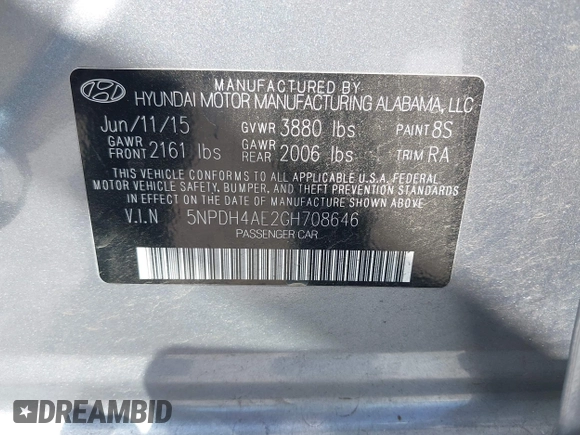 MANUFACTURED BY
HYUNDAI MOTOR MANUFACTURING ALABAMA, LLC
Jun/11/15 GVWR 3880 lbs PAINT 8S
GAWR FRONT 2161 lbs GAWR REAR 2006 lbs TRIM RA
THIS VEHICLE CONFORMS TO ALL APPLICABLE U.S.A. FEDERAL
MOTOR VEHICLE SAFETY, BUMPER, AND THEFT PREVENTION STANDARDS
IN EFFECT ON THE DATE OF MANUFACTURE SHOWN ABOVE.
V.I.N 5NPDH4AE2GH708646
PASSENGER CAR
DREAMBID